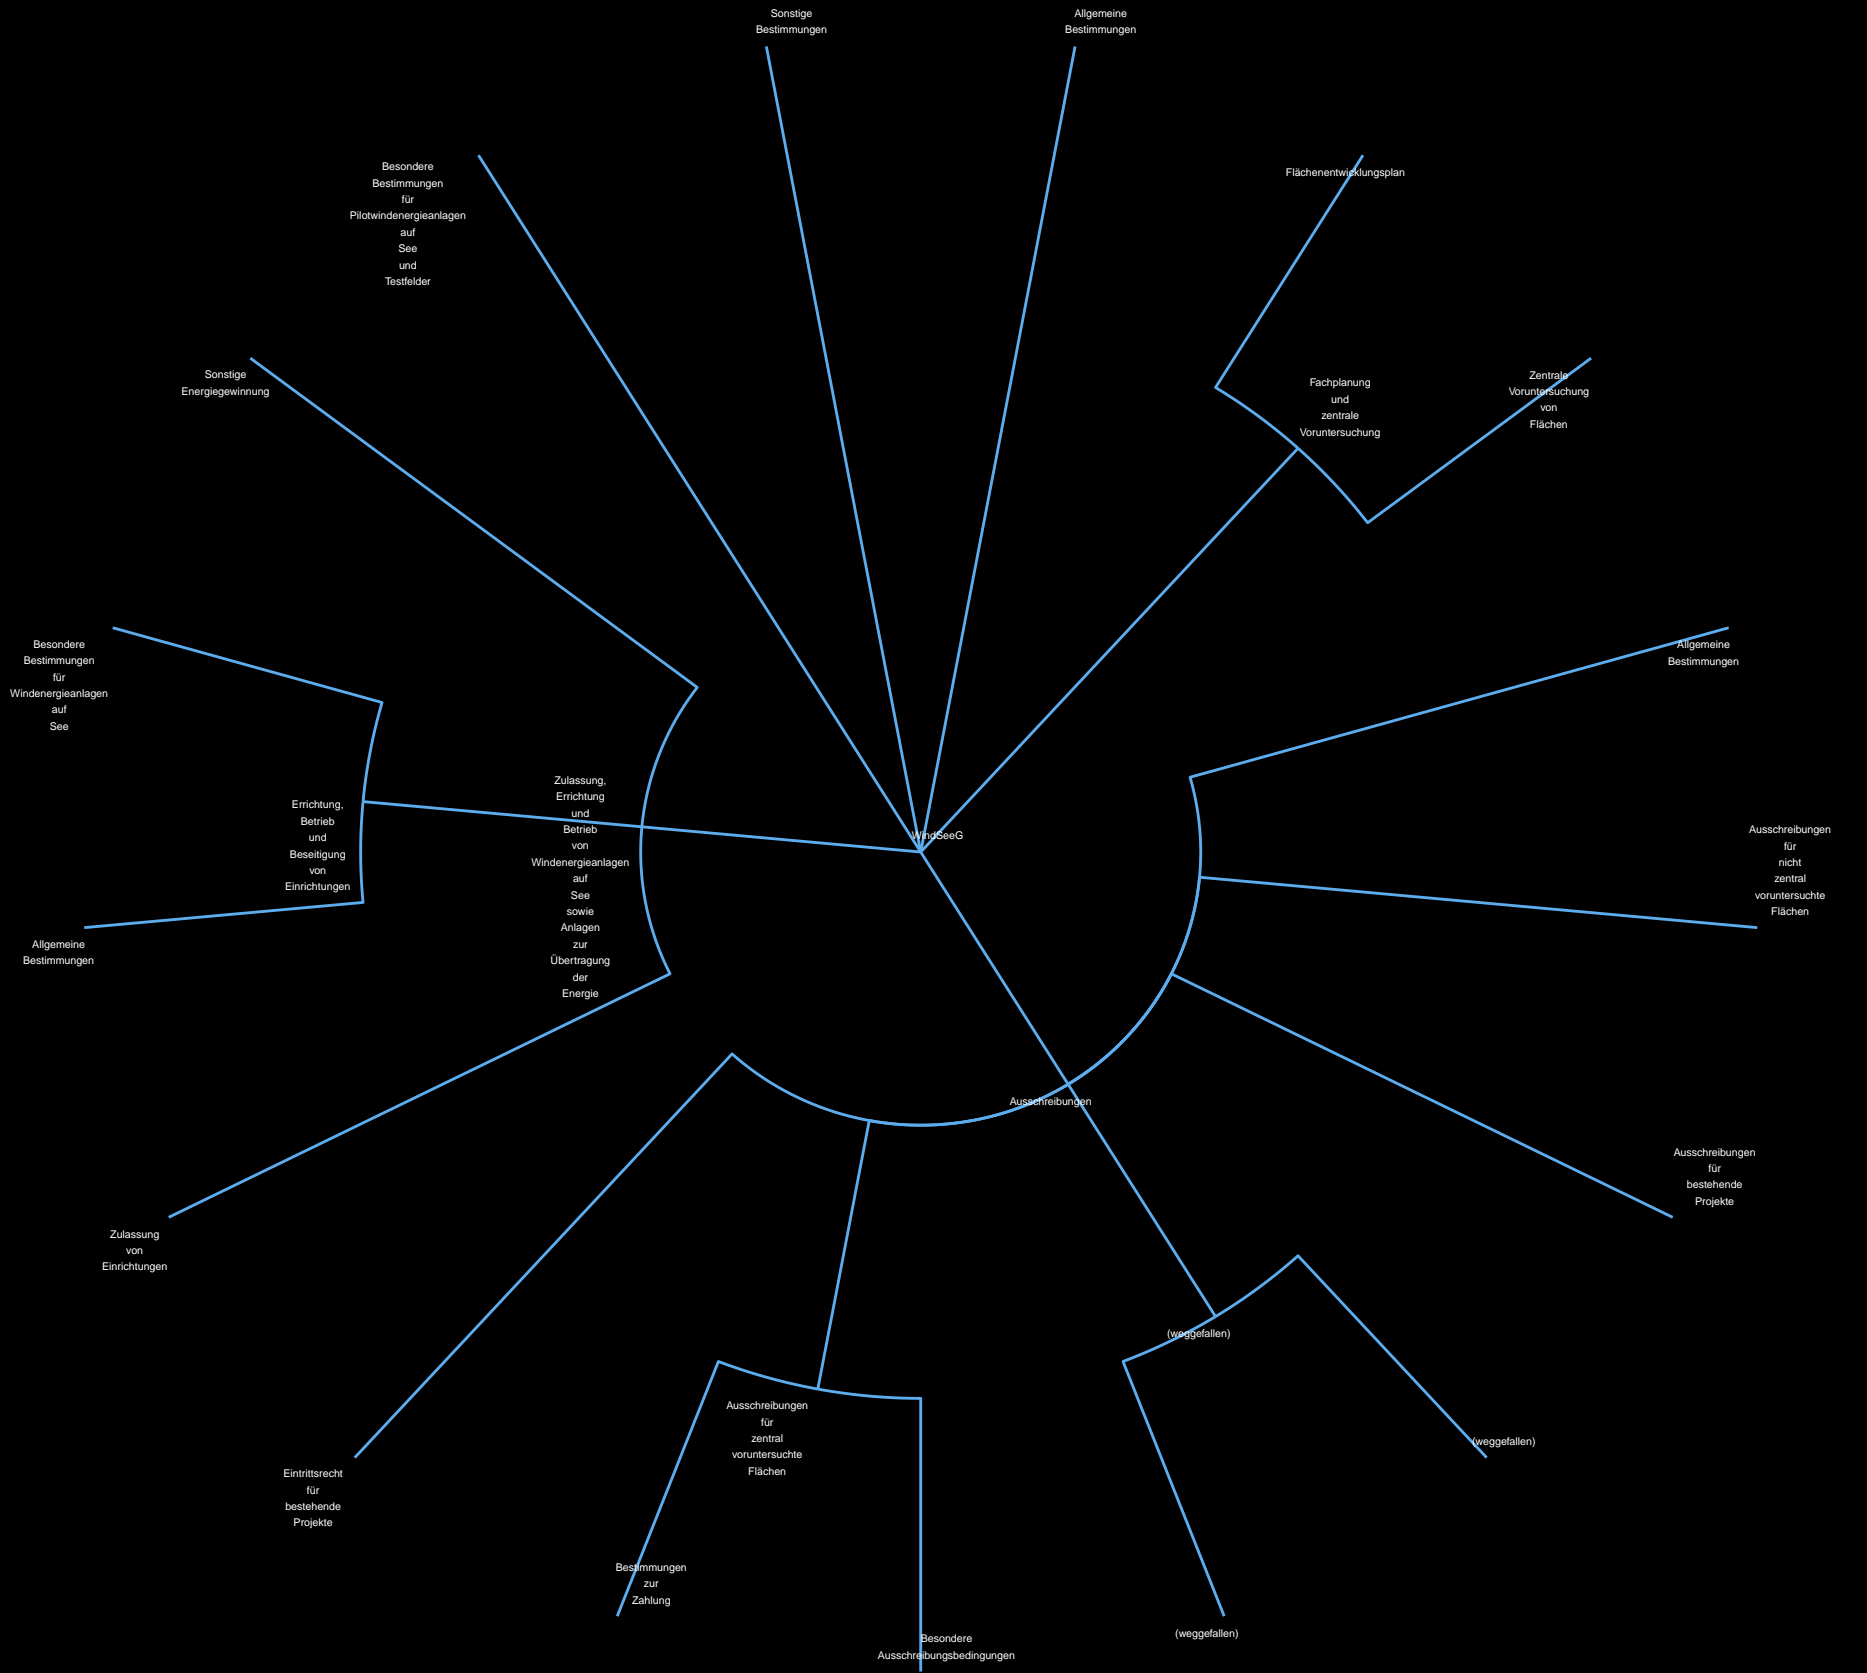 Sonstige
Bestimmungen
Allgemeine
Bestimmungen
Besondere
Bestimmungen
für
Pilotwindenergieanlagen
auf
See
und
Testfelder
Flächenentwicklungsplan
Sonstige
Energiegewinnung
Fachplanung
und
zentrale
Voruntersuchung
Zentrale
Voruntersuchung
von
Flächen
Besondere
Bestimmungen
für
Windenergieanlagen
auf
See
Allgemeine
Bestimmungen
Errichtung,
Betrieb
und
Beseitigung
von
Einrichtungen
Zulassung,
Errichtung
und
Betrieb
von
Windenergieanlagen
auf
See
sowie
Anlagen
zur
Übertragung
der
Energie
WindSeeG
Ausschreibungen
für
nicht
zentral
voruntersuchte
Flächen
Allgemeine
Bestimmungen
Ausschreibungen
Ausschreibungen
für
bestehende
Projekte
Zulassung
von
Einrichtungen
(weggefallen)
Ausschreibungen
für
zentral
voruntersuchte
Flächen
(weggefallen)
Eintrittsrecht
für
bestehende
Projekte
Bestimmungen
zur
Zahlung
Besondere
Ausschreibungsbedingungen
(weggefallen)